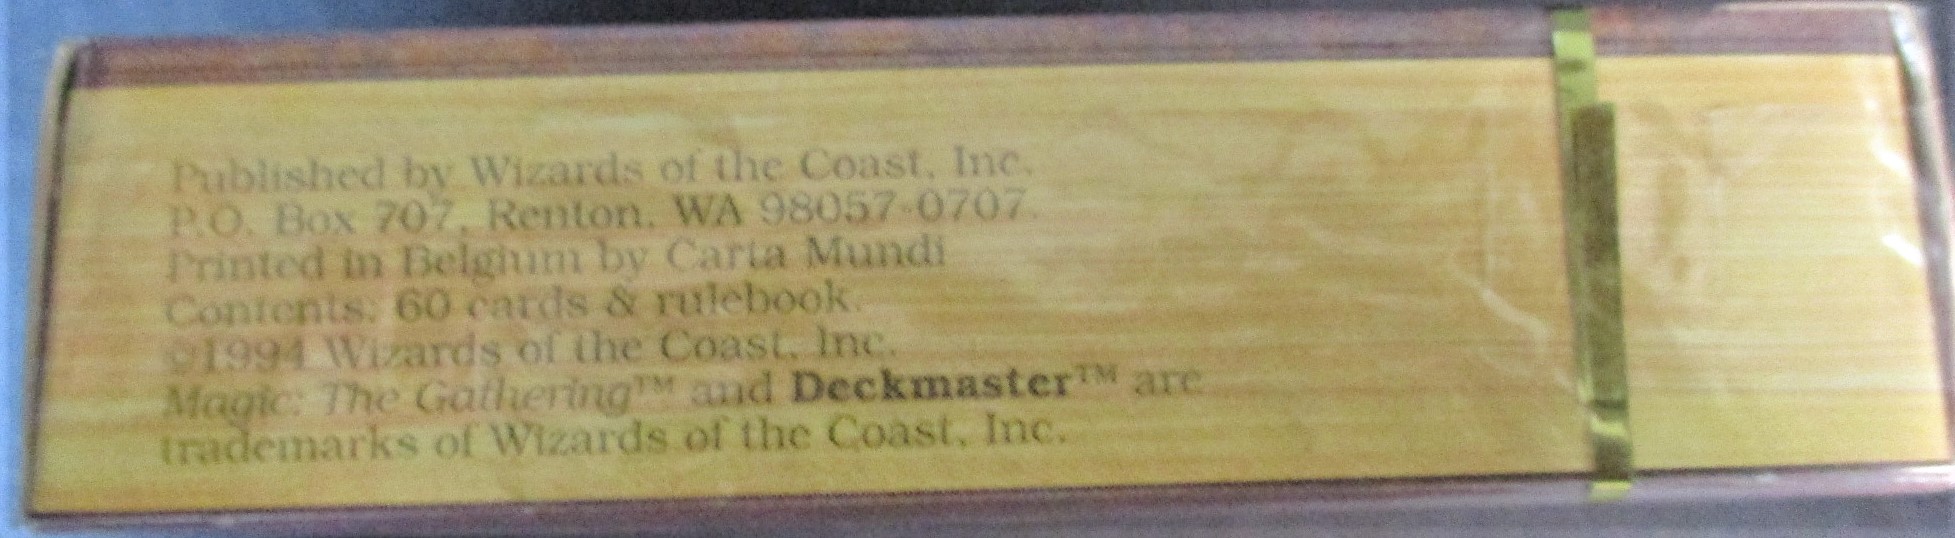 Published by Wizards of the Coast, Inc.
P.O. Box 707, Renton, WA 98057-0707.
Printed in Belgium by Carta Mundi
Contents: 60 cards & rulebook.
©1994 Wizards of the Coast, Inc.
Magic: The Gathering™ and Deckmaster™ are
trademarks of Wizards of the Coast, Inc.